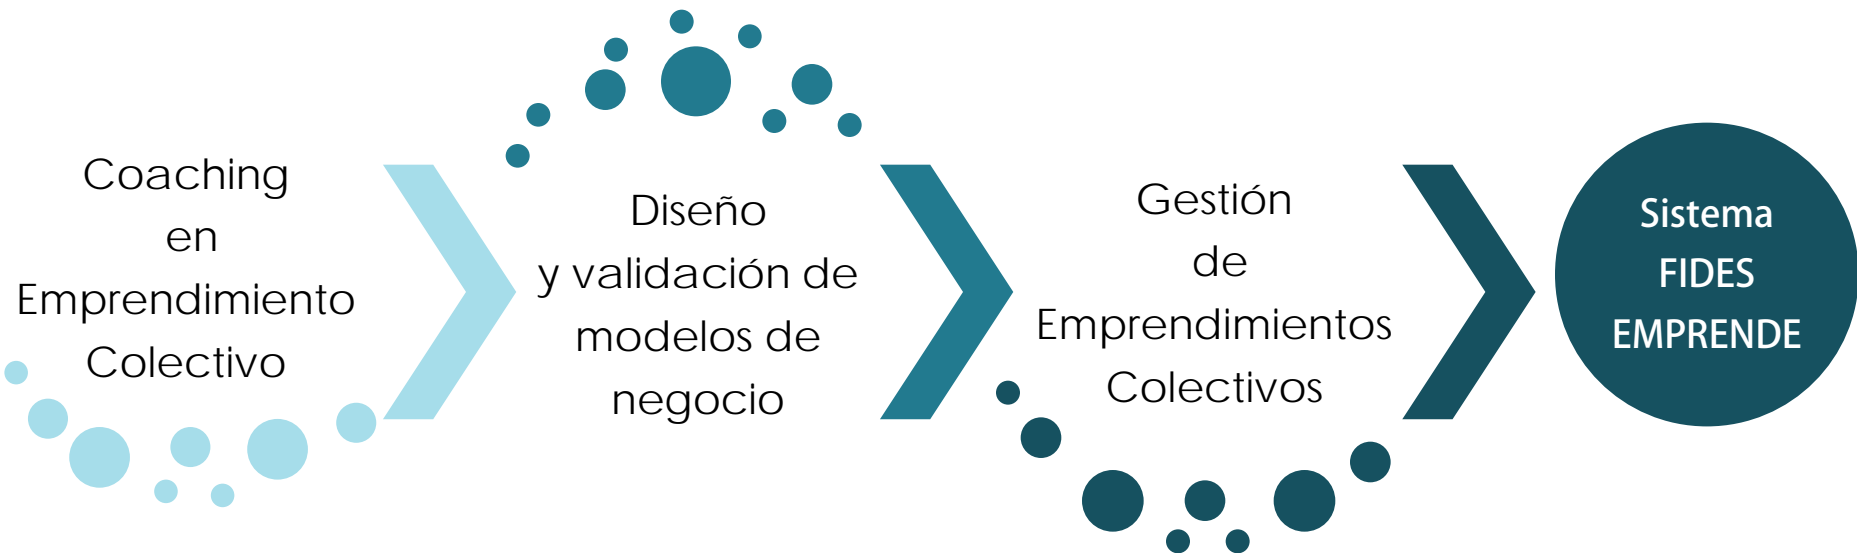 Coaching
en
Emprendimiento
Colectivo
Diseño
y validación de
modelos de
negocio
Gestión
de
Emprendimientos
Colectivos
Sistema
FIDES
EMPRENDE